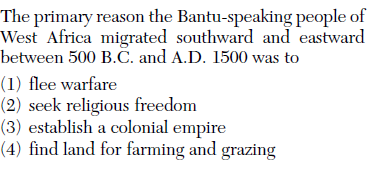 The primary reason the Bantu-speaking people of
West Africa migrated southward and eastward
between 500 B.C. and A.D. 1500 was to
(1) flee warfare
(2) seek religious freedom
(3) establish a colonial empire
(4) find land for farming and grazing